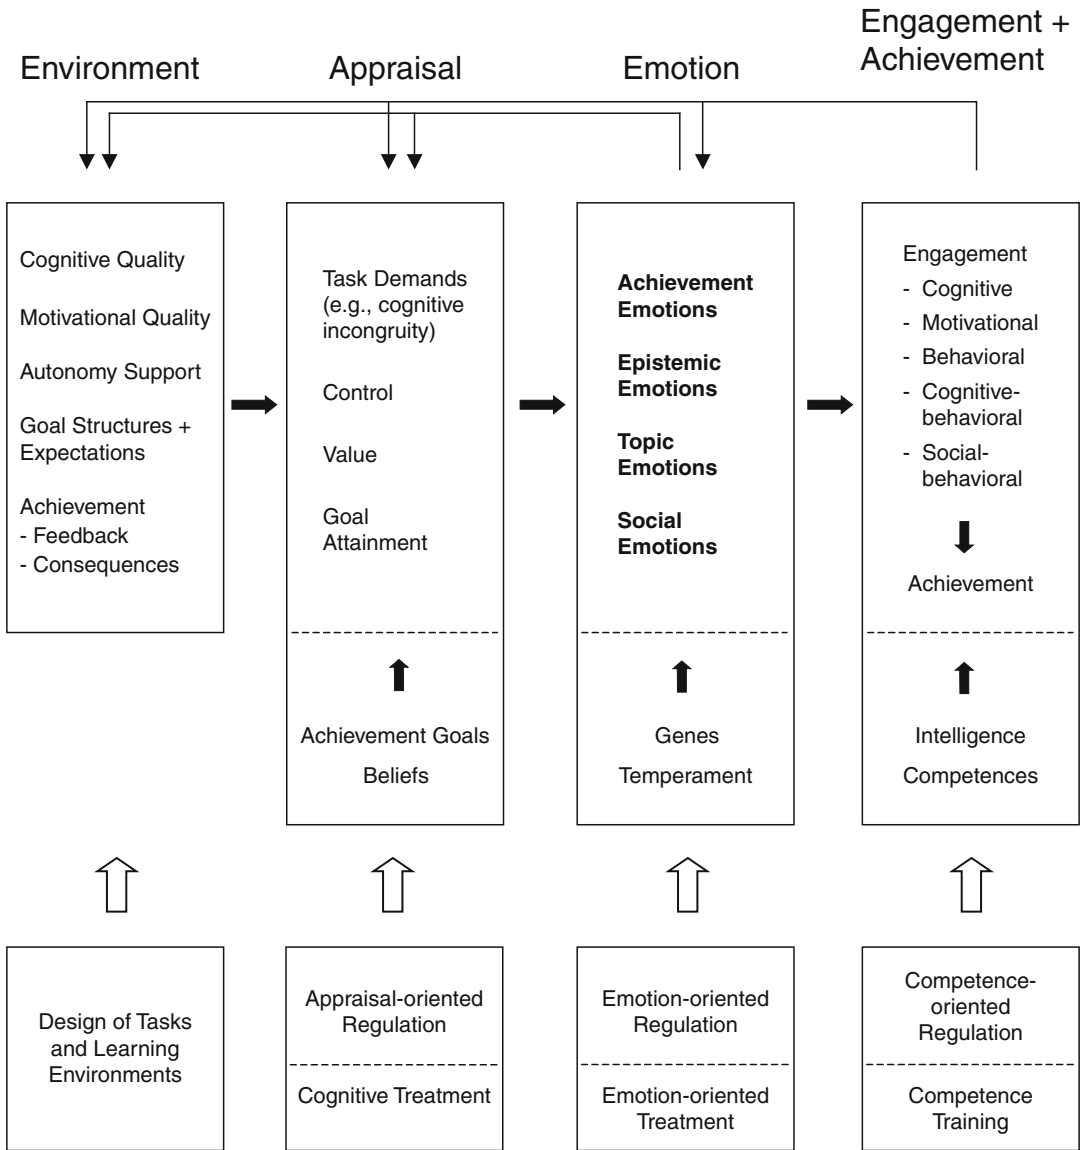 Environment
Appraisal
Emotion
Engagement +
Achievement
Cognitive Quality
Motivational Quality
Autonomy Support
Goal Structures +
Expectations
Achievement
- Feedback
- Consequences
Task Demands
(e.g., cognitive
incongruity)
Control
Value
Goal
Attainment
Achievement Goals
Beliefs
Achievement
Emotions
Epistemic
Emotions
Topic
Emotions
Social
Emotions
Genes
Temperament
Engagement
- Cognitive
- Motivational
- Behavioral
- Cognitive-
behavioral
- Social-
behavioral
Achievement
Intelligence
Competences
Design of Tasks
and Learning
Environments
Appraisal-oriented
Regulation
Cognitive Treatment
Emotion-oriented
Regulation
Emotion-oriented
Treatment
Competence-
oriented
Regulation
Competence
Training